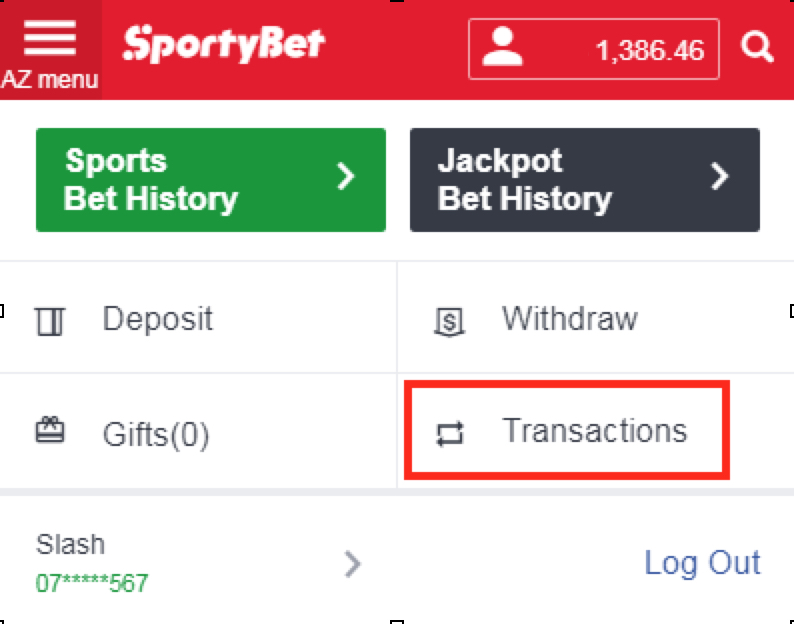 SportyBet
1,386.46
AZ menu
Sports
Bet History
Jackpot
Bet History
Deposit
Withdraw
Gifts(0)
Transactions
Slash
07*****567
Log Out